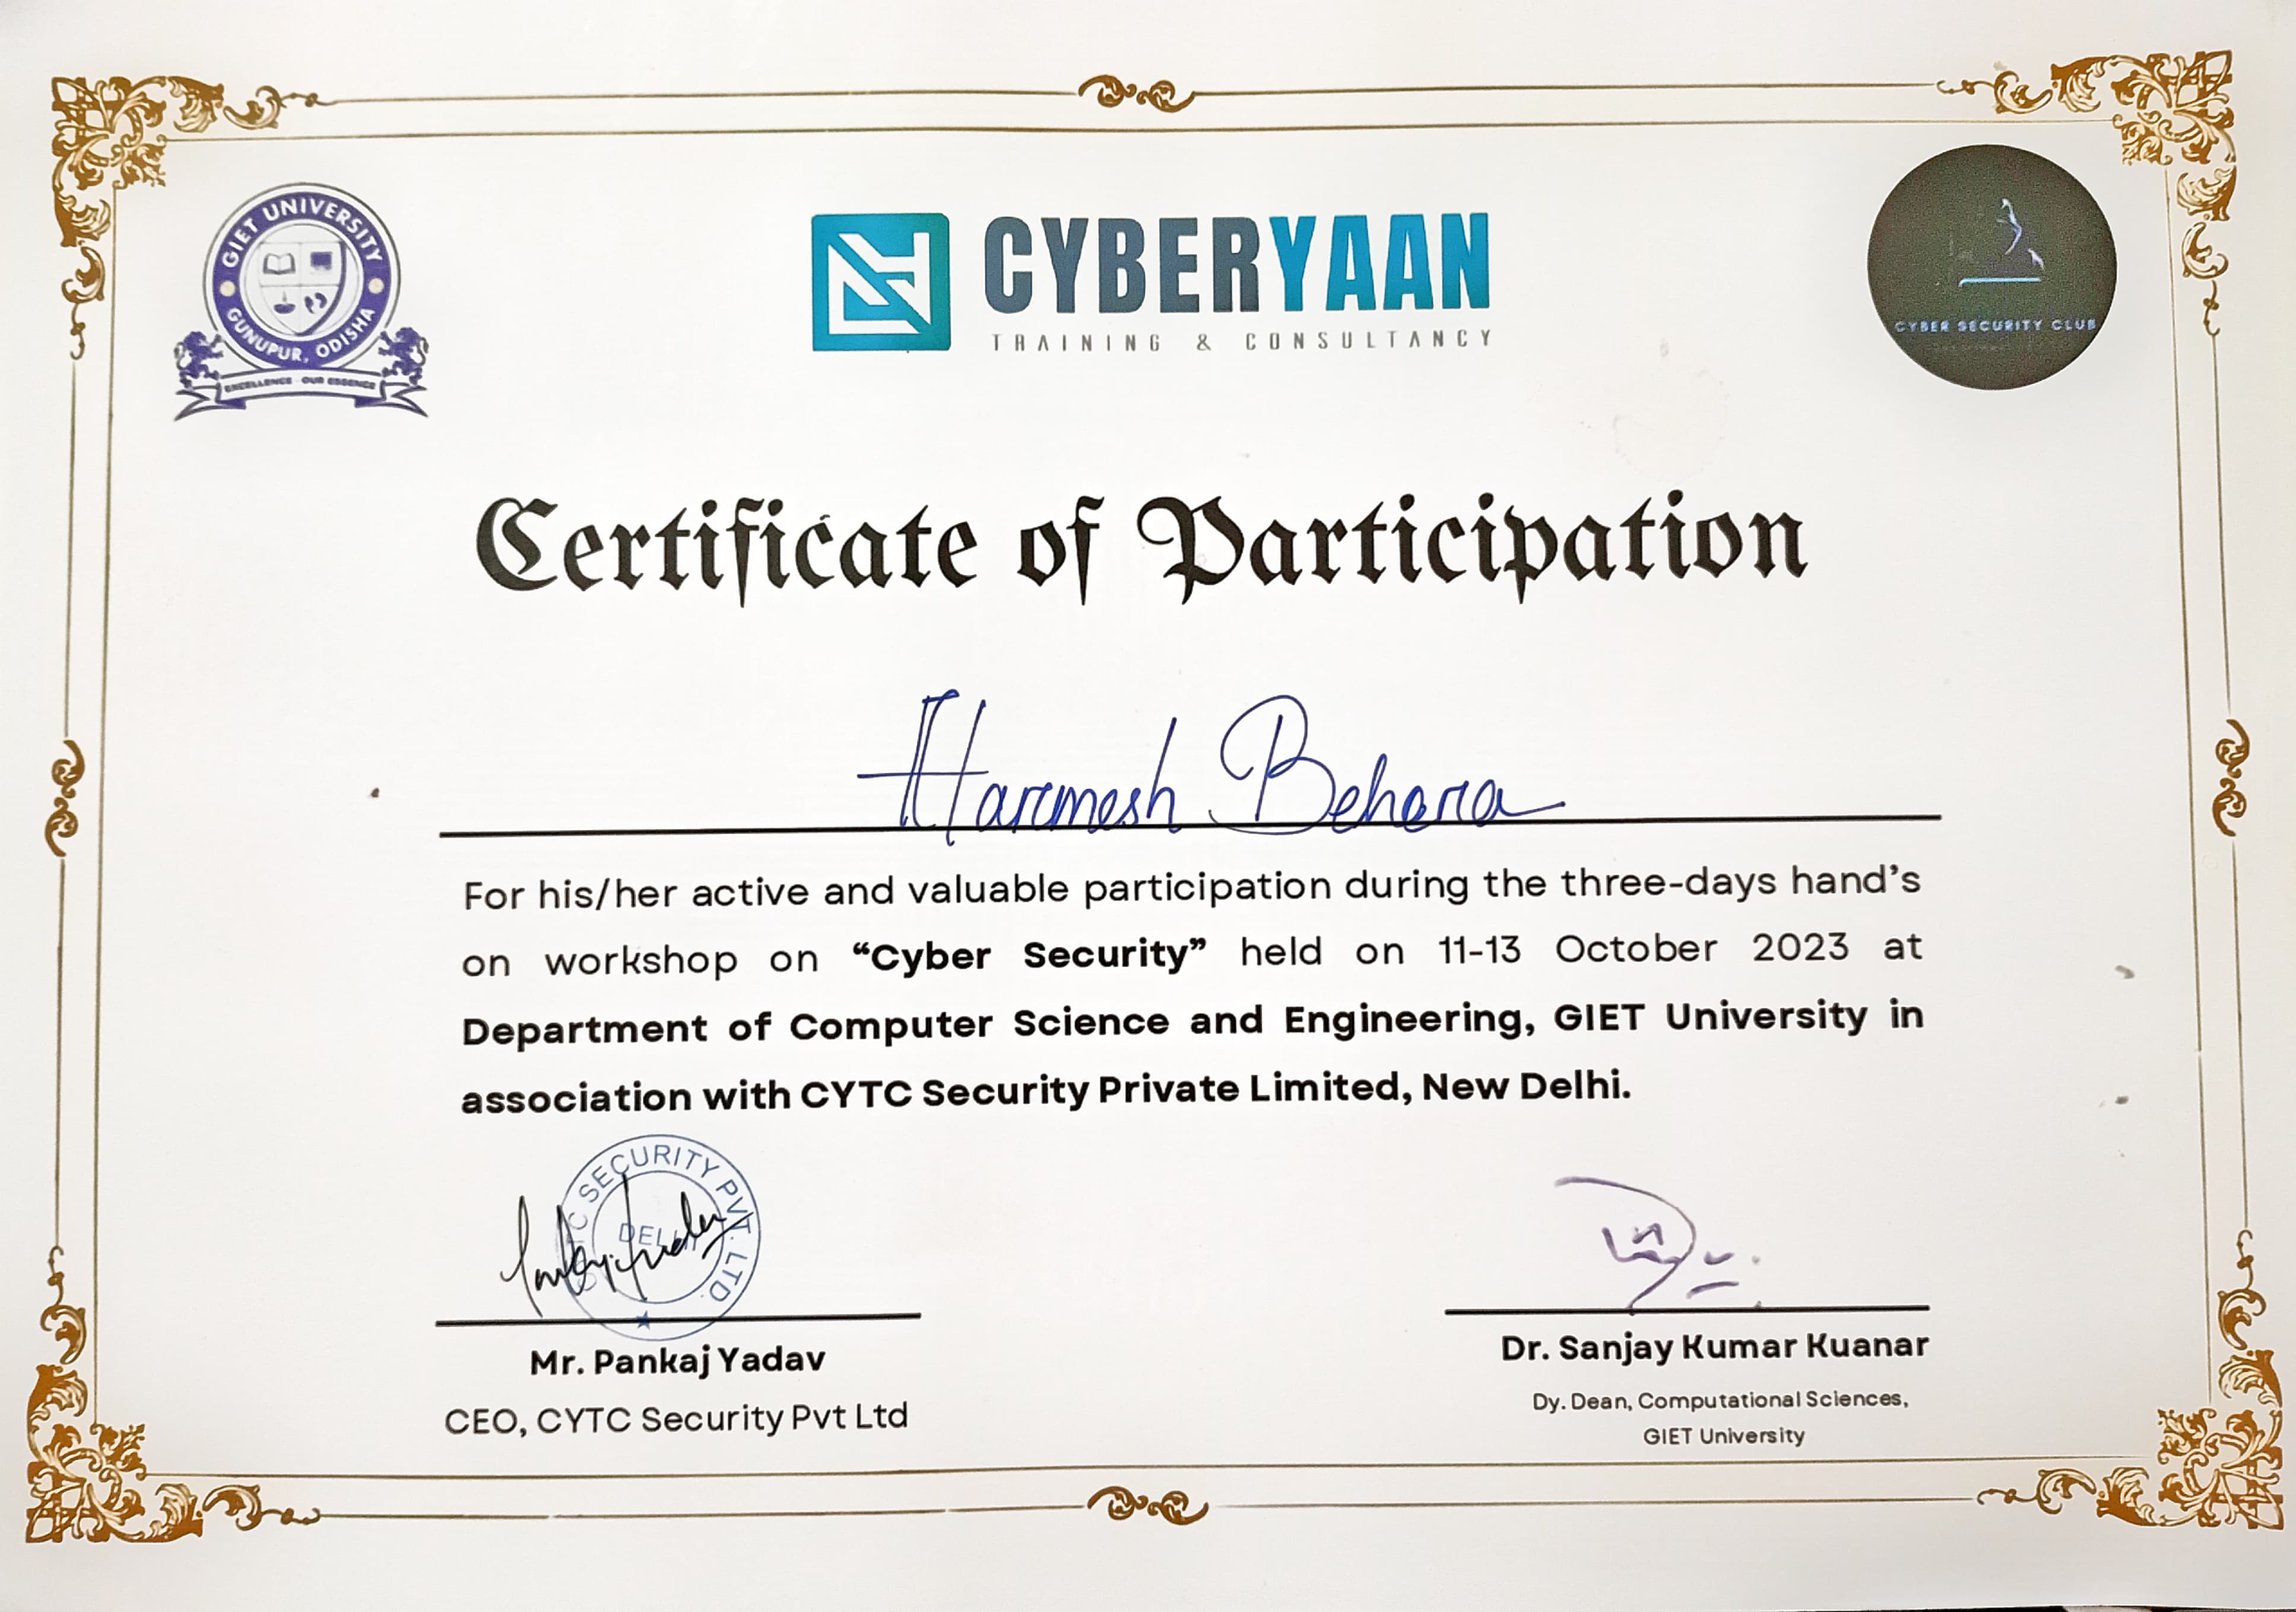 GIET UNIVERSITY
GUNUPUR, ODISHA
EXCELLENCE OUR ESSENCE
CYBERYAAN
TRAINING & CONSULTANCY
CYBER SECURITY CLUB
Certificate of Participation
Harmesh Behera
For his/her active and valuable participation during the three-days hand's
on workshop on “Cyber Security” held on 11-13 October 2023 at
Department of Computer Science and Engineering, GIET University in
association with CYTC Security Private Limited, New Delhi.
SECURITY PVT. LTD.
DELHI
Mr. Pankaj Yadav
CEO, CYTC Security Pvt Ltd
Dr. Sanjay Kumar Kuanar
Dy. Dean, Computational Sciences,
GIET University